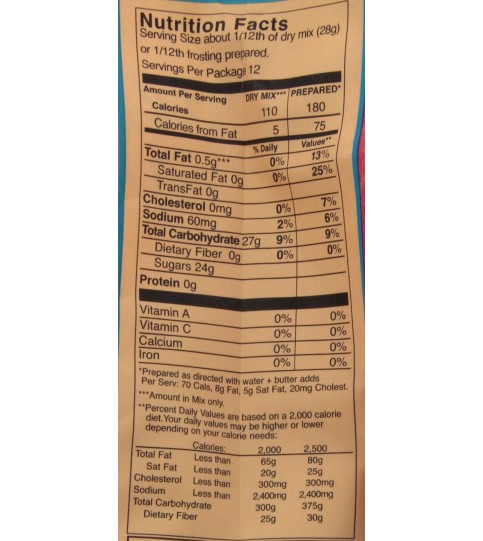 Nutrition Facts
Serving Size about 1/12th of dry mix (28g)
or 1/12th frosting prepared.
Servings Per Package 12
Amount Per Serving DRY MIX*** PREPARED*
Calories 110 180
Calories from Fat 5 75
% Daily Values**
Total Fat 0.5g*** 0% 13%
Saturated Fat 0g 0% 25%
TransFat 0g
Cholesterol 0mg 0% 7%
Sodium 60mg 2% 6%
Total Carbohydrate 27g 9% 9%
Dietary Fiber 0g 0% 0%
Sugars 24g
Protein 0g
Vitamin A 0% 0%
Vitamin C 0% 0%
Calcium 0% 0%
Iron 0% 0%
*Prepared as directed with water + butter adds
Per Serv: 70 Cals, 8g Fat, 5g Sat Fat, 20mg Cholest.
***Amount in Mix only.
**Percent Daily Values are based on a 2,000 calorie
diet. Your daily values may be higher or lower
depending on your calorie needs:
Calories: 2,000 2,500
Total Fat Less than 65g 80g
Sat Fat Less than 20g 25g
Cholesterol Less than 300mg 300mg
Sodium Less than 2,400mg 2,400mg
Total Carbohydrate 300g 375g
Dietary Fiber 25g 30g